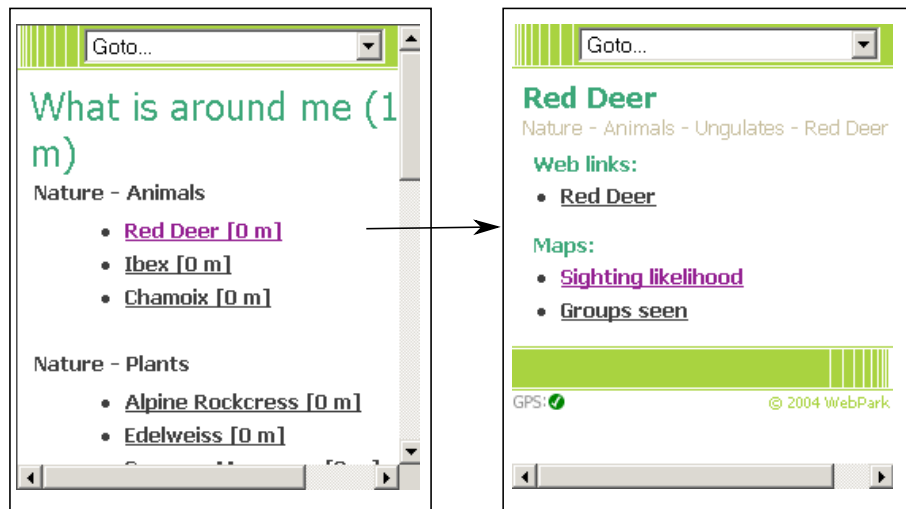 Goto...
What is around me (1
m)
Nature - Animals
Red Deer [0 m]
Ibex [0 m]
Chamoix [0 m]
Nature - Plants
Alpine Rockcress [0 m]
Edelweiss [0 m]
Goto...
Red Deer
Nature - Animals - Ungulates - Red Deer
Web links:
Red Deer
Maps:
Sighting likelihood
Groups seen
GPS:
© 2004 WebPark